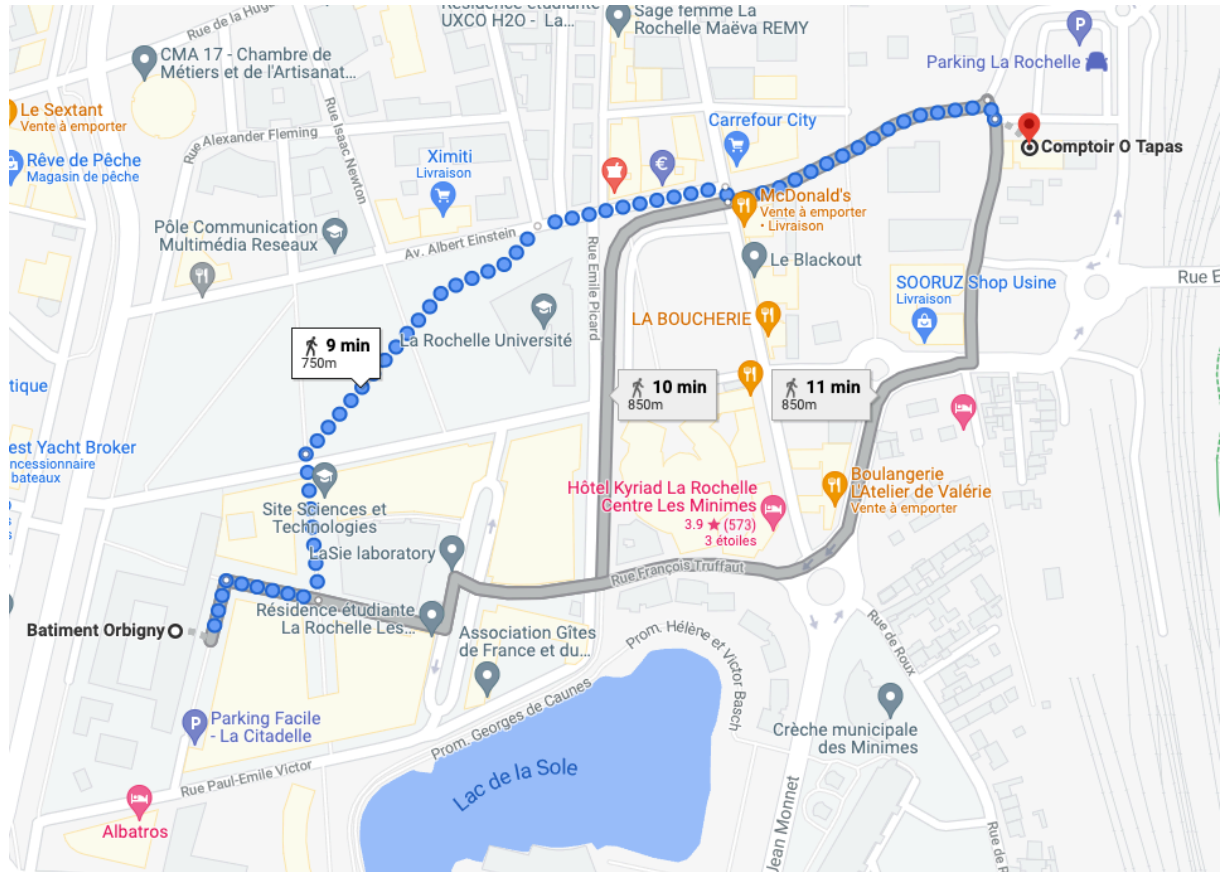 Rue de la Hugu
Résidence étudiante
UXCO H2O - La...
Sage femme La
Rochelle Maëva REMY
P
Parking La Rochelle
CMA 17 - Chambre de
Métiers et de l'Artisanat...
Le Sextant
Vente à emporter
Rue Alexander Fleming
Rue Isaac Newton
Rêve de Pêche
Magasin de pêche
Ximiti
Livraison
€
Carrefour City
Comptoir O Tapas
McDonald's
Vente à emporter
• Livraison
Pôle Communication
Multimédia Reseaux
Av. Albert Einstein
Rue Emile Picard
Le Blackout
SOORUZ Shop Usine
Livraison
Rue E
LA BOUCHERIE
La Rochelle Université
9 min
750m
10 min
850m
11 min
850m
tique
est Yacht Broker
ncessionnaire
bateaux
Site Sciences et
Technologies
Hôtel Kyriad La Rochelle
Centre Les Minimes
3.9 ★ (573)
3 étoiles
Boulangerie
L'Atelier de Valérie
Vente à emporter
LaSie laboratory
Rue François Truffaut
Batiment Orbigny
Résidence étudiante
La Rochelle Les...
Association Gîtes
de France et du...
Prom. Hélène et Victor Basch
Rue de Roux
Prom. Georges de Caunes
P
Parking Facile
- La Citadelle
Crèche municipale
des Minimes
Rue Paul-Emile Victor
Lac de la Sole
Albatros
Jean Monnet
Rue de R